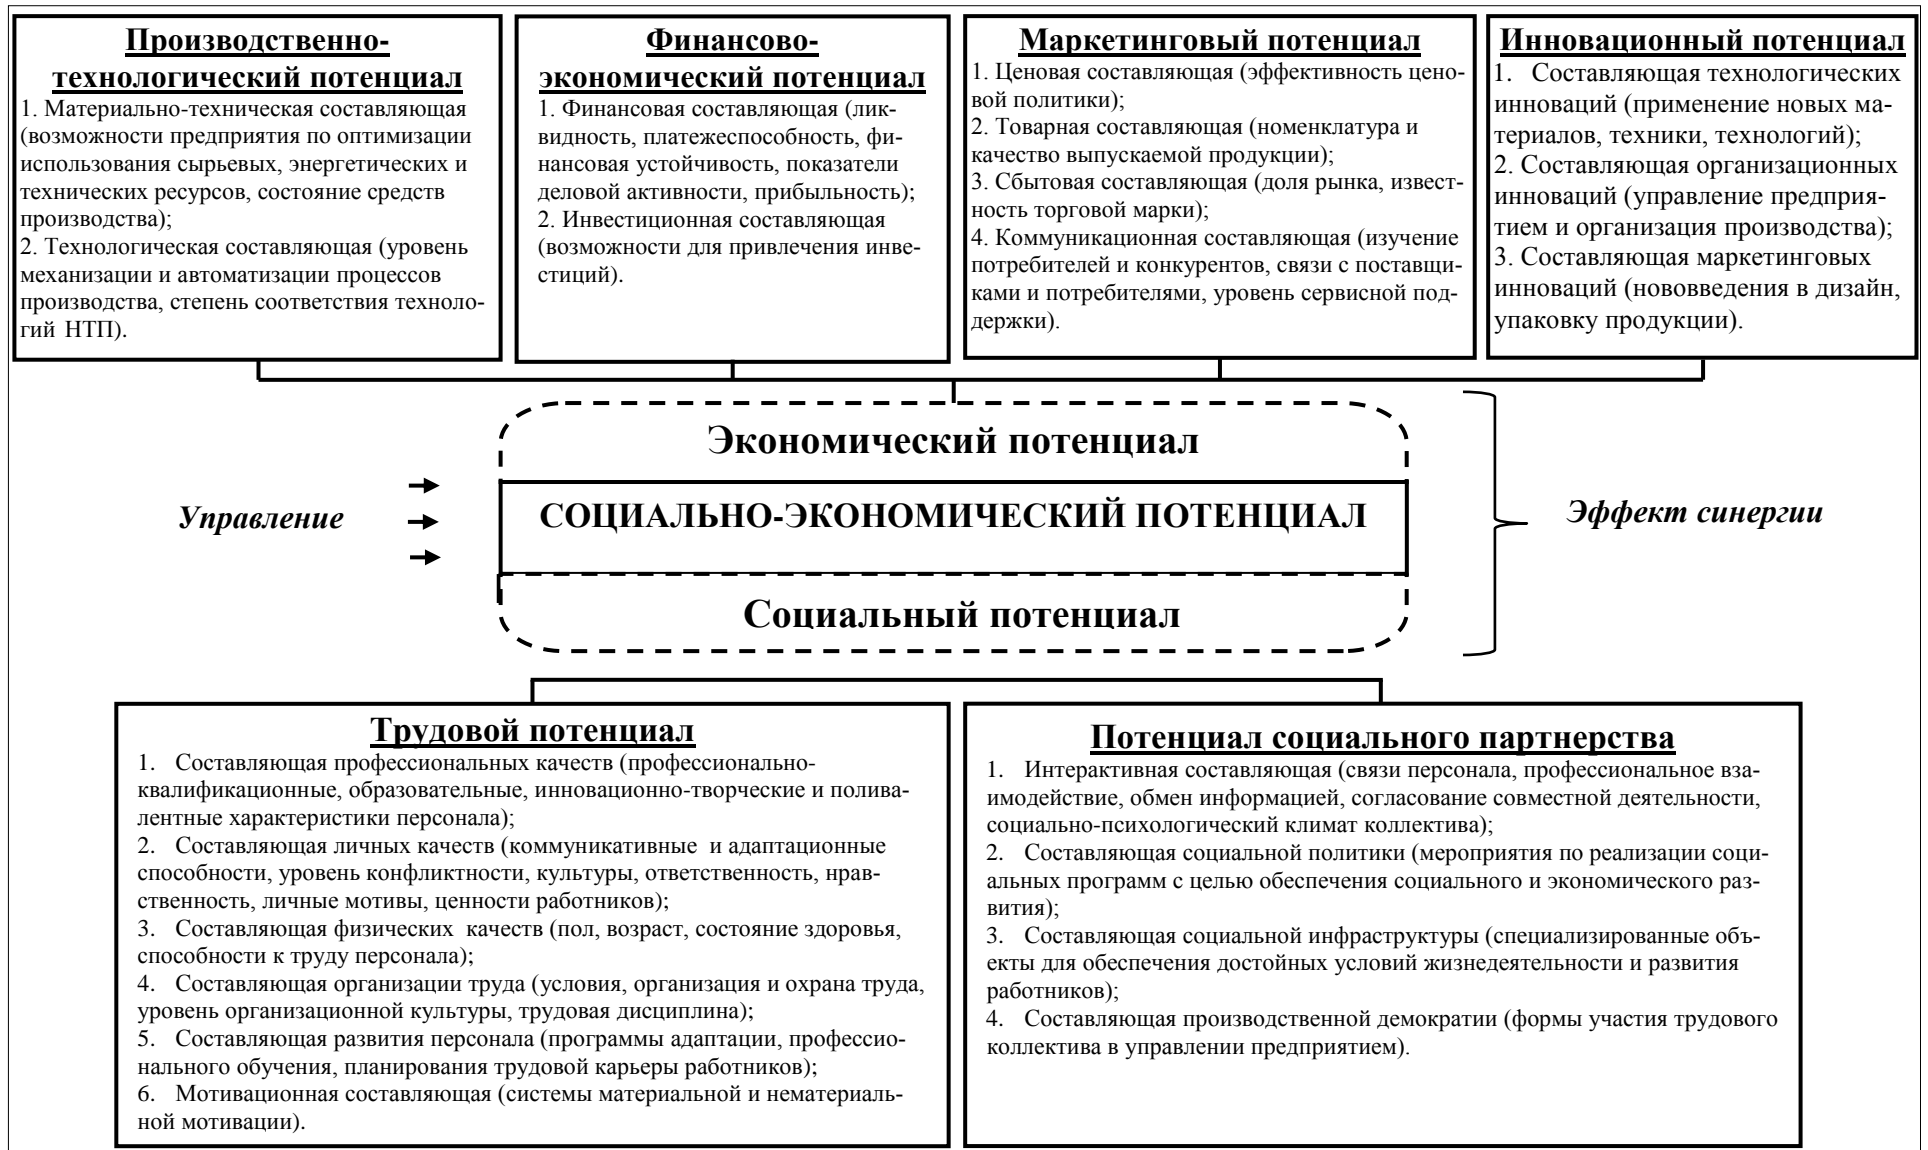 Производственно-
технологический потенциал
1. Материально-техническая составляющая
(возможности предприятия по оптимизации
использования сырьевых, энергетических и
технических ресурсов, состояние средств
производства);
2. Технологическая составляющая (уровень
механизации и автоматизации процессов
производства, степень соответствия техноло-
гий НТП).
Финансово-
экономический потенциал
1. Финансовая составляющая (лик-
видность, платежеспособность, фи-
нансовая устойчивость, показатели
деловой активности, прибыльность);
2. Инвестиционная составляющая
(возможности для привлечения инве-
стиций).
Маркетинговый потенциал
1. Ценовая составляющая (эффективность цено-
вой политики);
2. Товарная составляющая (номенклатура и
качество выпускаемой продукции);
3. Сбытовая составляющая (доля рынка, извест-
ность торговой марки);
4. Коммуникационная составляющая (изучение
потребителей и конкурентов, связи с поставщи-
ками и потребителями, уровень сервисной под-
держки).
Инновационный потенциал
1. Составляющая технологических
инноваций (применение новых ма-
териалов, техники, технологий);
2. Составляющая организационных
инноваций (управление предприя-
тием и организация производства);
3. Составляющая маркетинговых
инноваций (нововведения в дизайн,
упаковку продукции).
Экономический потенциал
Управление
СОЦИАЛЬНО-ЭКОНОМИЧЕСКИЙ ПОТЕНЦИАЛ
Эффект синергии
Социальный потенциал
Трудовой потенциал
1. Составляющая профессиональных качеств (профессионально-
квалификационные, образовательные, инновационно-творческие и полива-
лентные характеристики персонала);
2. Составляющая личных качеств (коммуникативные и адаптационные
способности, уровень конфликтности, культуры, ответственность, нрав-
ственность, личные мотивы, ценности работников);
3. Составляющая физических качеств (пол, возраст, состояние здоровья,
способности к труду персонала);
4. Составляющая организации труда (условия, организация и охрана труда,
уровень организационной культуры, трудовая дисциплина);
5. Составляющая развития персонала (программы адаптации, профессио-
нального обучения, планирования трудовой карьеры работников);
6. Мотивационная составляющая (системы материальной и нематериаль-
ной мотивации).
Потенциал социального партнерства
1. Интерактивная составляющая (связи персонала, профессиональное вза-
имодействие, обмен информацией, согласование совместной деятельности,
социально-психологический климат коллектива);
2. Составляющая социальной политики (мероприятия по реализации соци-
альных программ с целью обеспечения социального и экономического раз-
вития);
3. Составляющая социальной инфраструктуры (специализированные объ-
екты для обеспечения достойных условий жизнедеятельности и развития
работников);
4. Составляющая производственной демократии (формы участия трудового
коллектива в управлении предприятием).